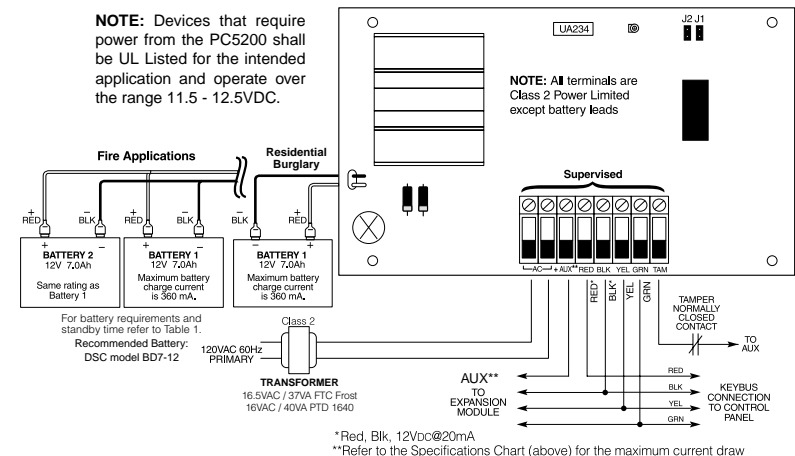 NOTE: Devices that require
power from the PC5200 shall
be UL Listed for the intended
application and operate over
the range 11.5 - 12.5VDC.
UA234
J2 J1
NOTE: All terminals are
Class 2 Power Limited
except battery leads
Fire Applications
Residential
Burglary
Supervised
+ RED
– BLK
+ RED
– BLK
– BLK
+ RED
+ –
BATTERY 2
12V 7.0Ah
Same rating as
Battery 1
+ –
BATTERY 1
12V 7.0Ah
Maximum battery
charge current
is 360 mA.
– +
BATTERY 1
12V 7.0Ah
Maximum battery
charge current
is 360 mA.
AC + AUX** RED BLK YEL GRN TAM
RED*
BLK*
YEL
GRN
For battery requirements and
standby time refer to Table 1.
Recommended Battery:
DSC model BD7-12
Class 2
120VAC 60Hz
PRIMARY
TRANSFORMER
16.5VAC / 37VA FTC Frost
16VAC / 40VA PTD 1640
TAMPER
NORMALLY
CLOSED
CONTACT
TO
AUX
AUX**
TO
EXPANSION
MODULE
RED
BLK
YEL
GRN
KEYBUS
CONNECTION
TO CONTROL
PANEL
*Red, Blk, 12VDC@20mA
**Refer to the Specifications Chart (above) for the maximum current draw